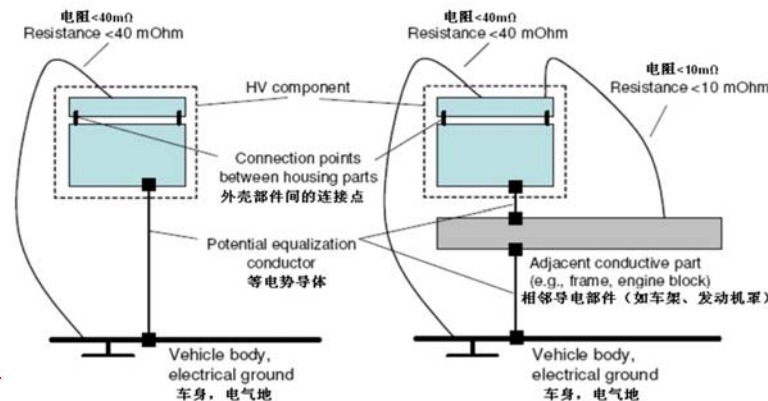 电阻<40mΩ
Resistance <40 mOhm
电阻<40mΩ
Resistance <40 mOhm
电阻<10mΩ
Resistance <10 mOhm
HV component
Connection points
between housing parts
外壳部件间的连接点
Potential equalization
conductor
等电势导体
Adjacent conductive part
(e.g., frame, engine block)
相邻导电部件（如车架、发动机罩）
Vehicle body,
electrical ground
车身，电气地
Vehicle body,
electrical ground
车身，电气地